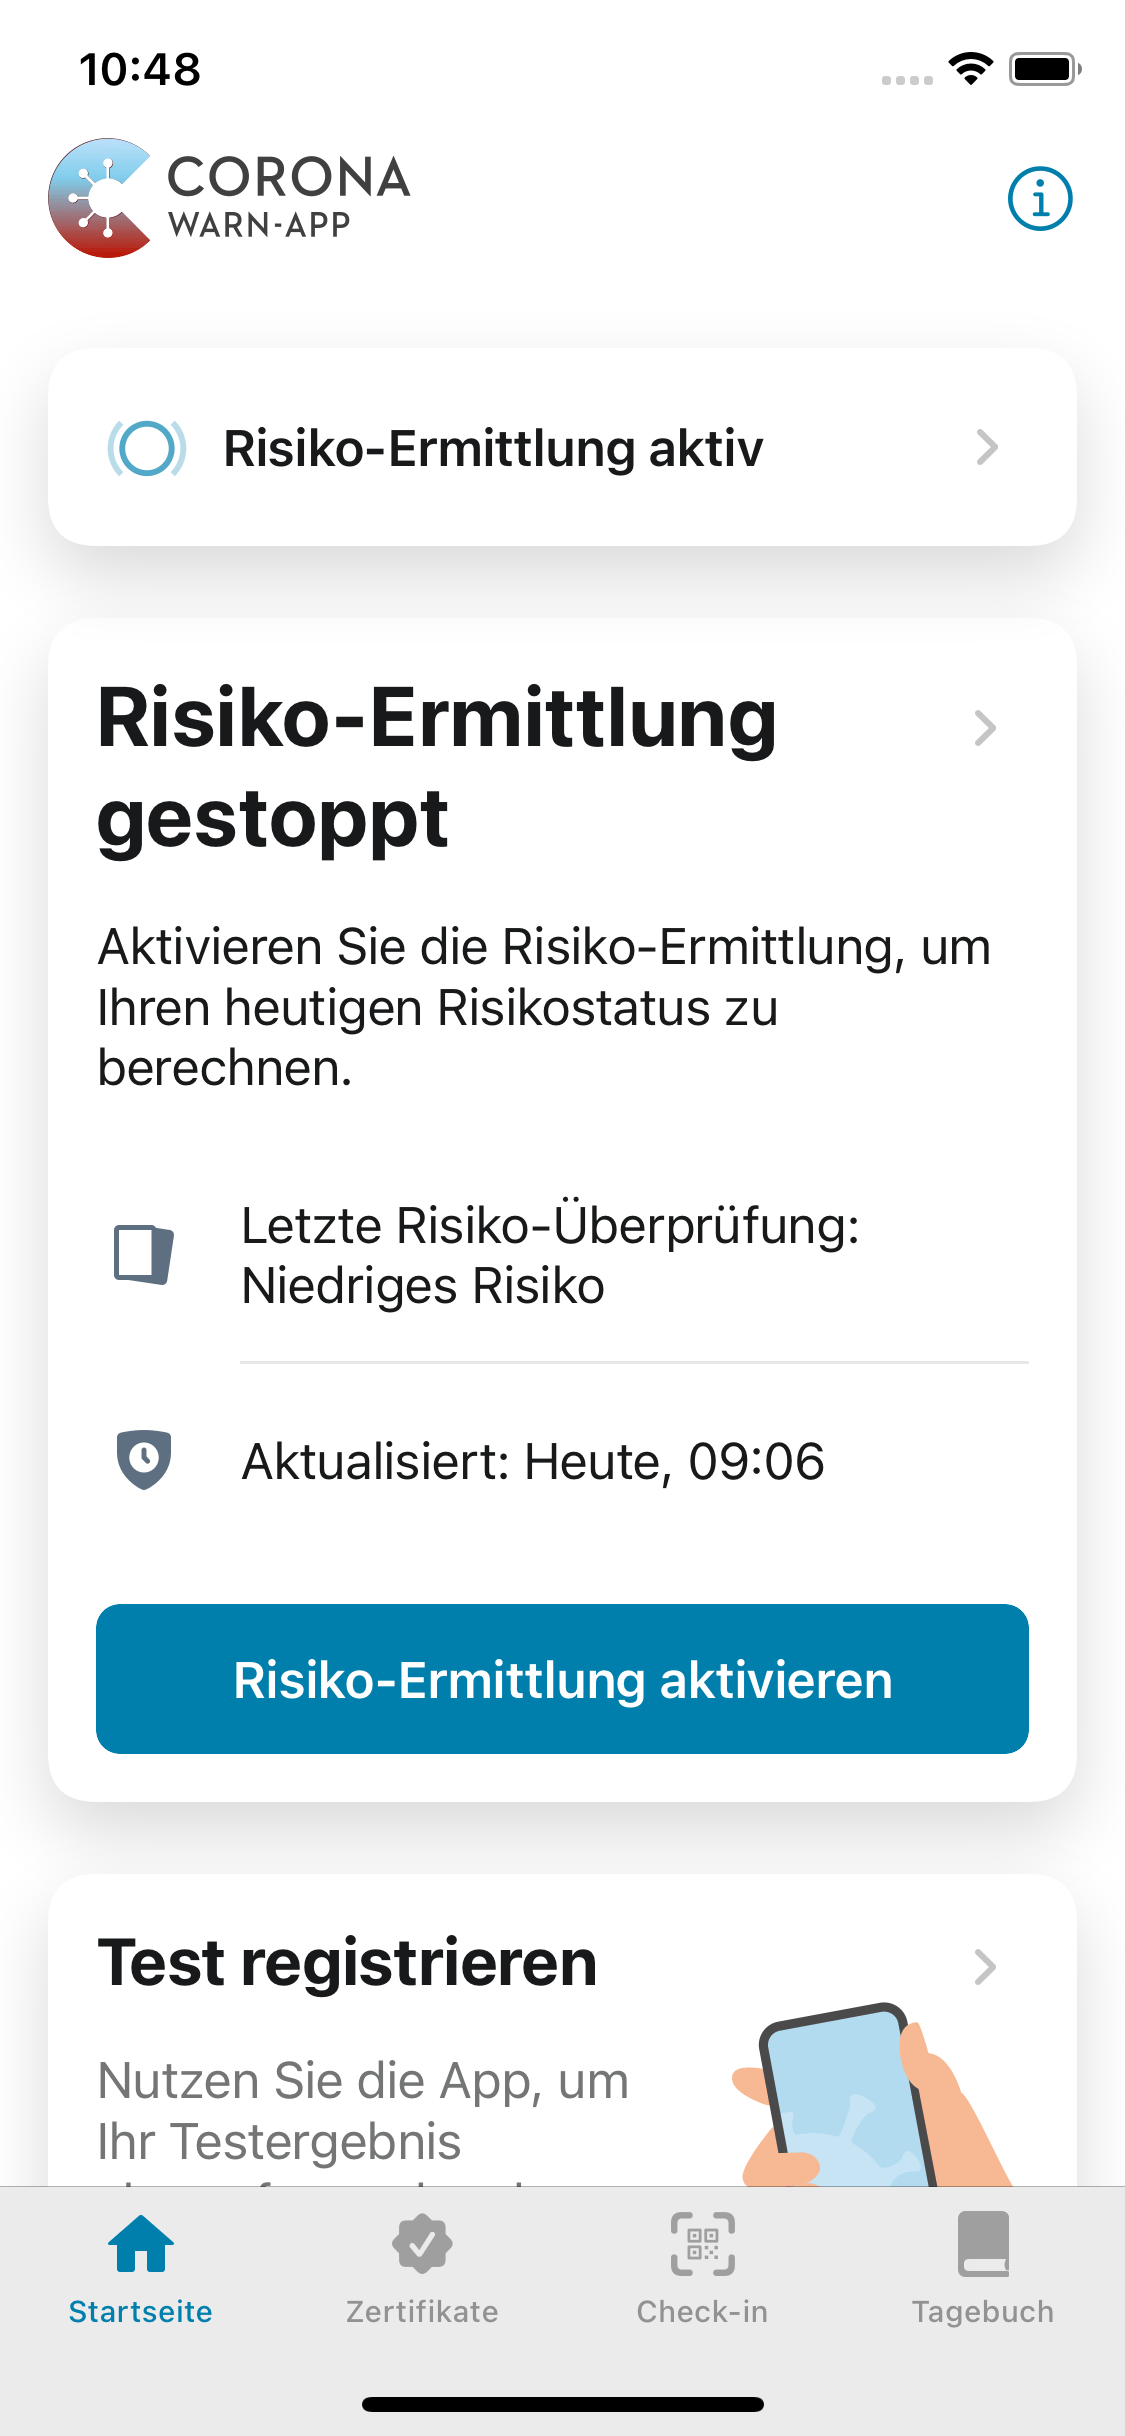 10:48
CORONA
WARN-APP
Risiko-Ermittlung aktiv
Risiko-Ermittlung
gestoppt
Aktivieren Sie die Risiko-Ermittlung, um
Ihren heutigen Risikostatus zu
berechnen.
Letzte Risiko-Überprüfung:
Niedriges Risiko
Aktualisiert: Heute, 09:06
Risiko-Ermittlung aktivieren
Test registrieren
Nutzen Sie die App, um
Ihr Testergebnis
Startseite
Zertifikate
Check-in
Tagebuch